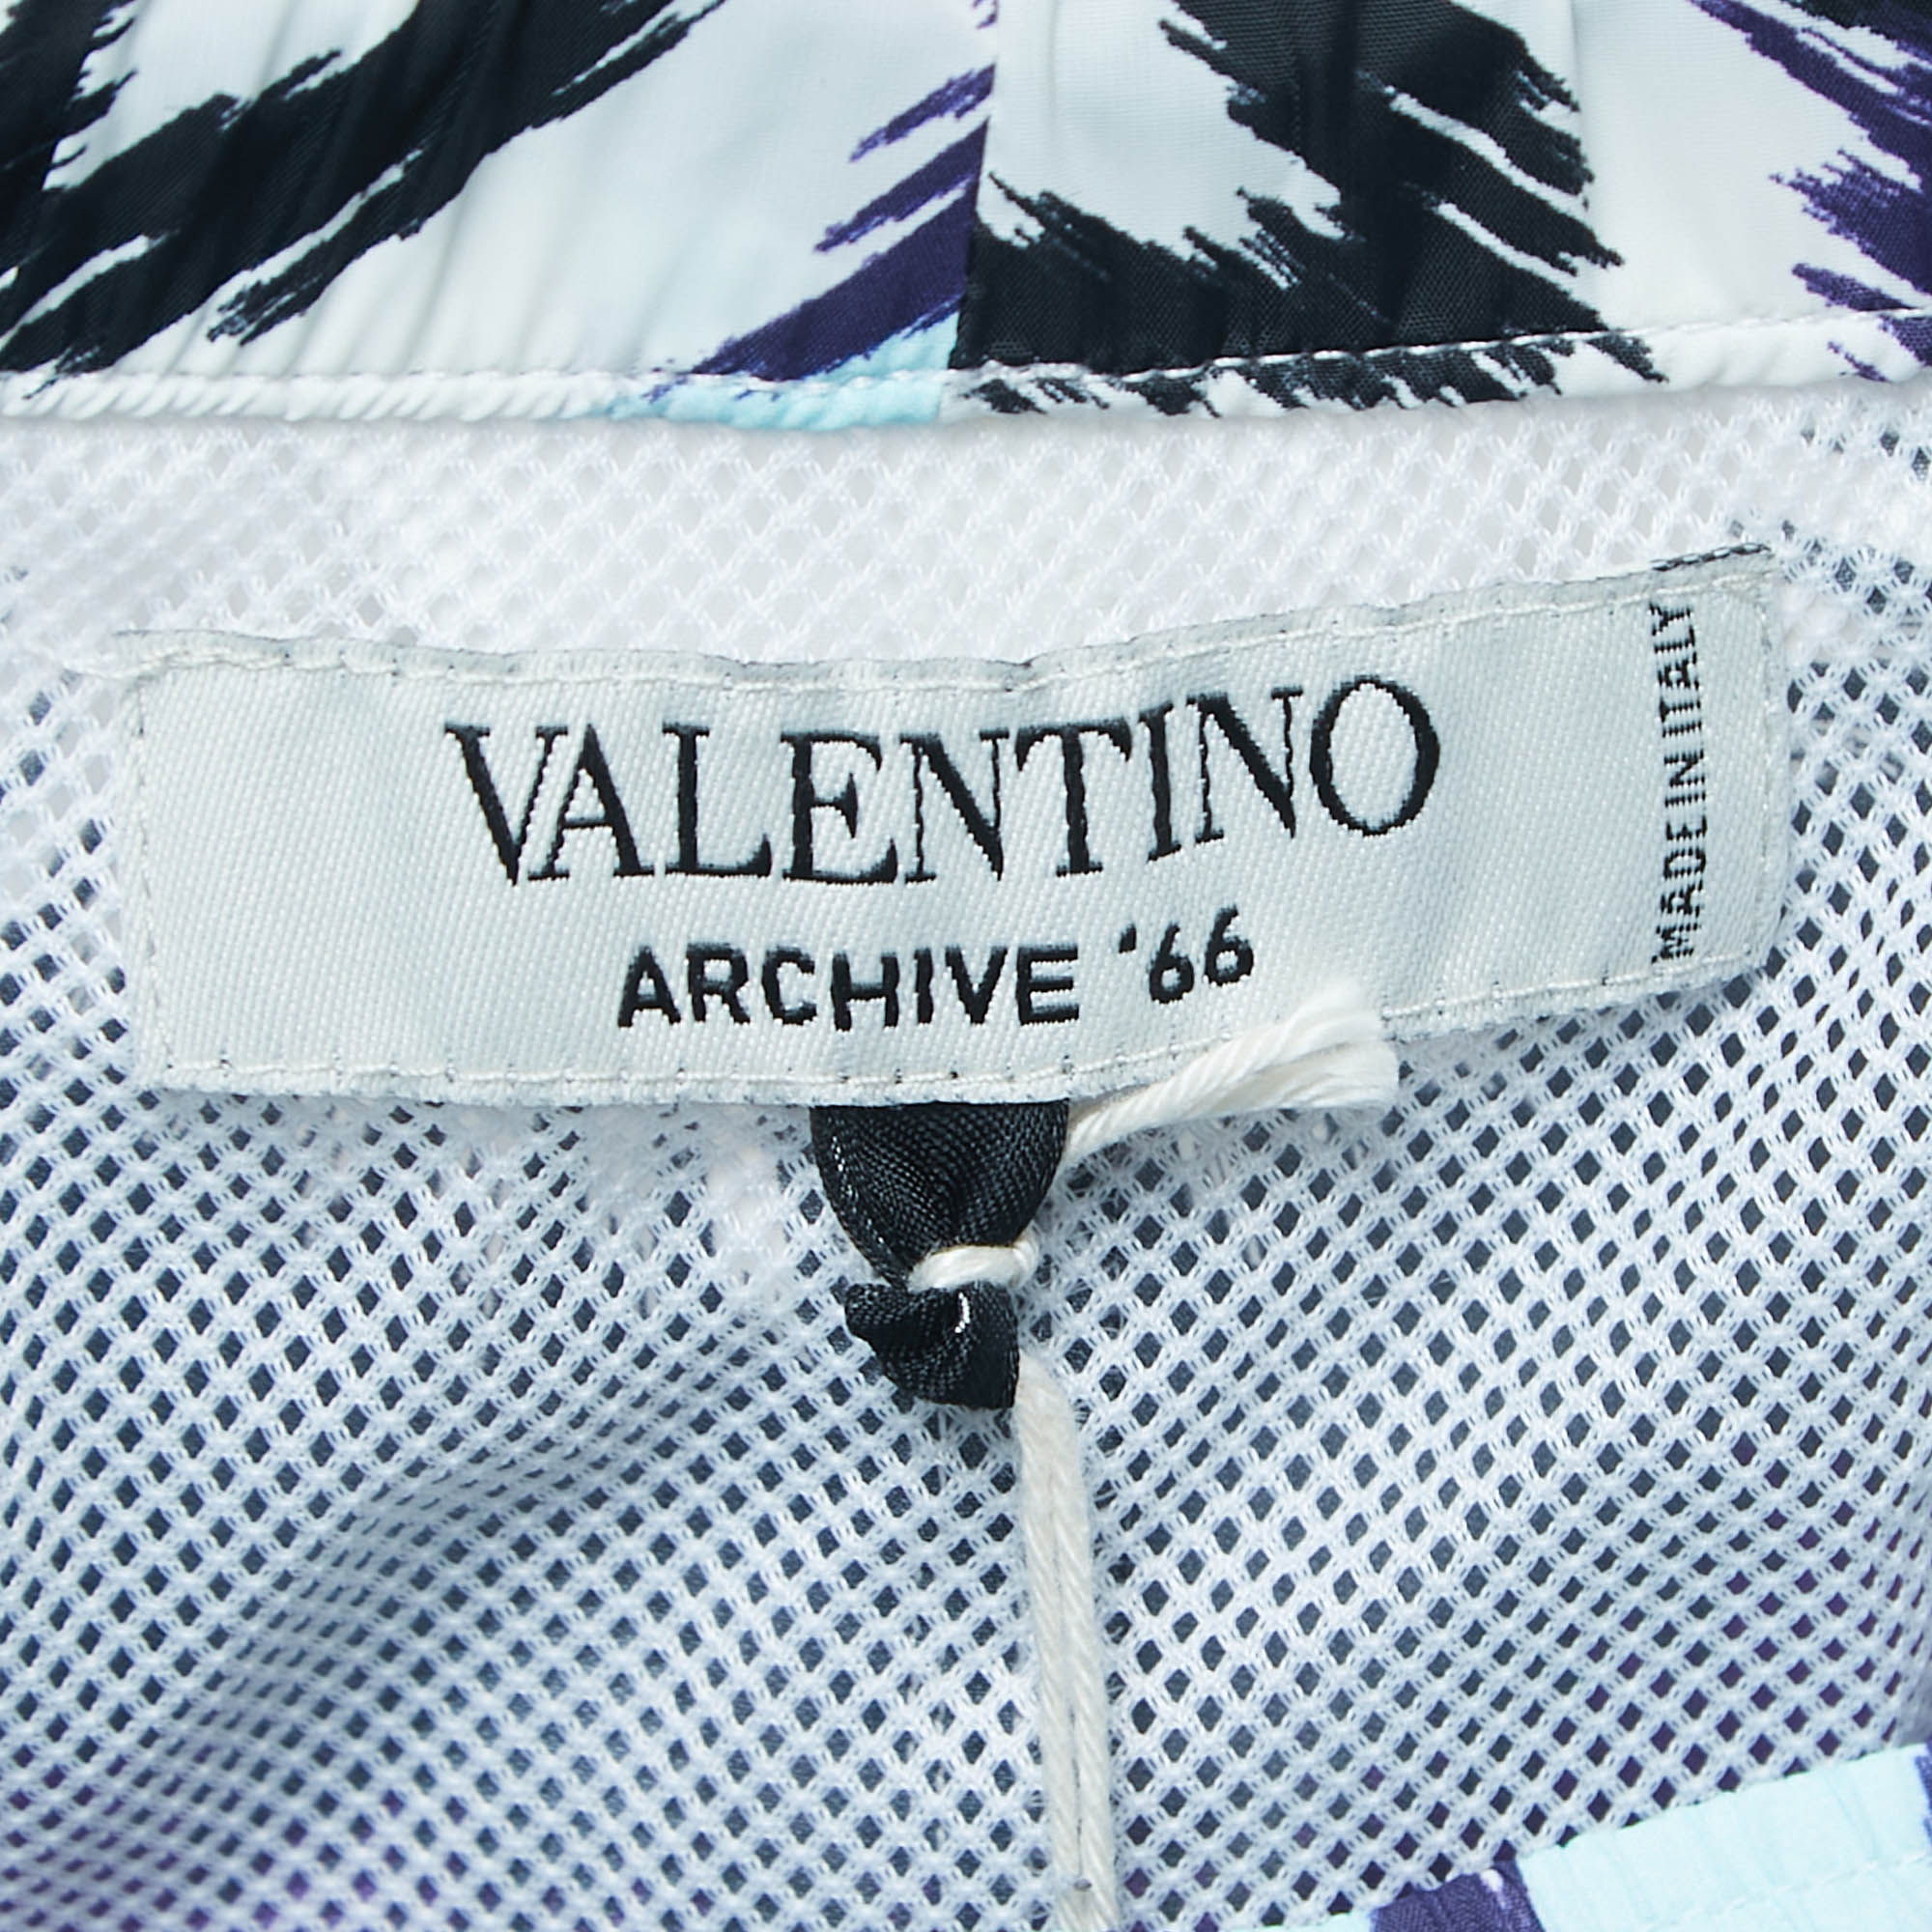 VALENTINO
ARCHIVE '66
MADE IN ITALY